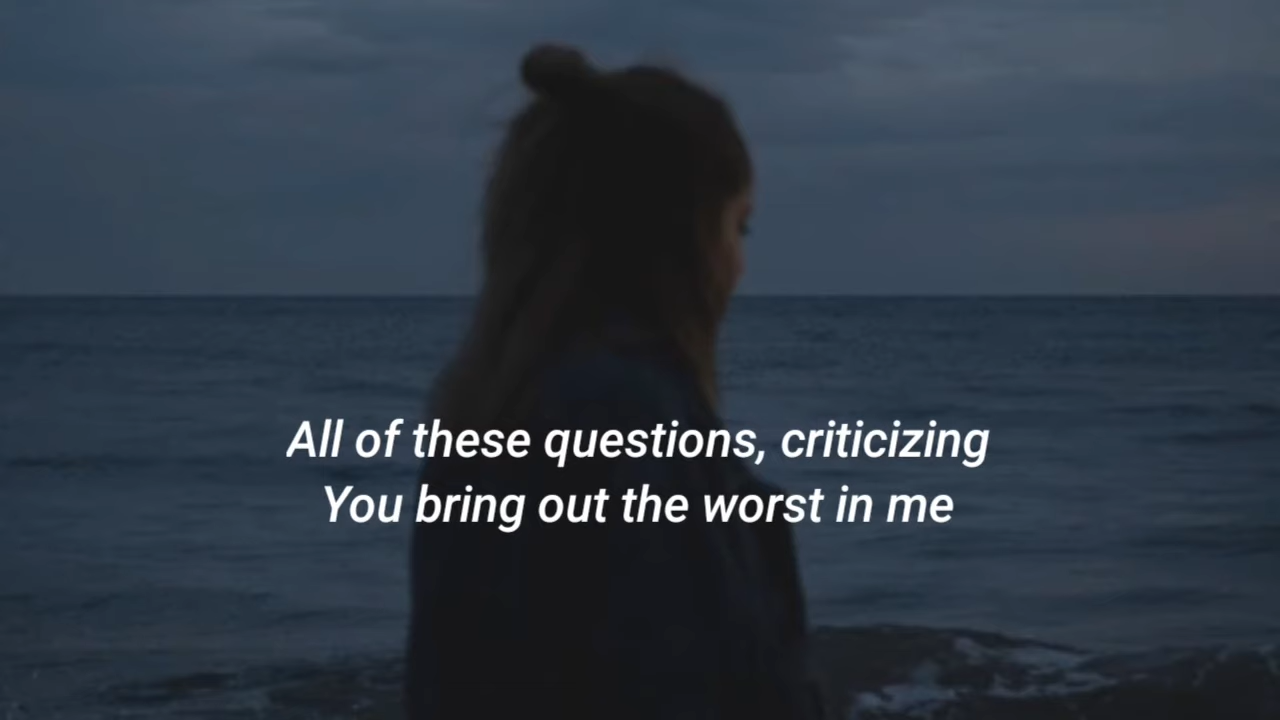 All of these questions, criticizing
You bring out the worst in me